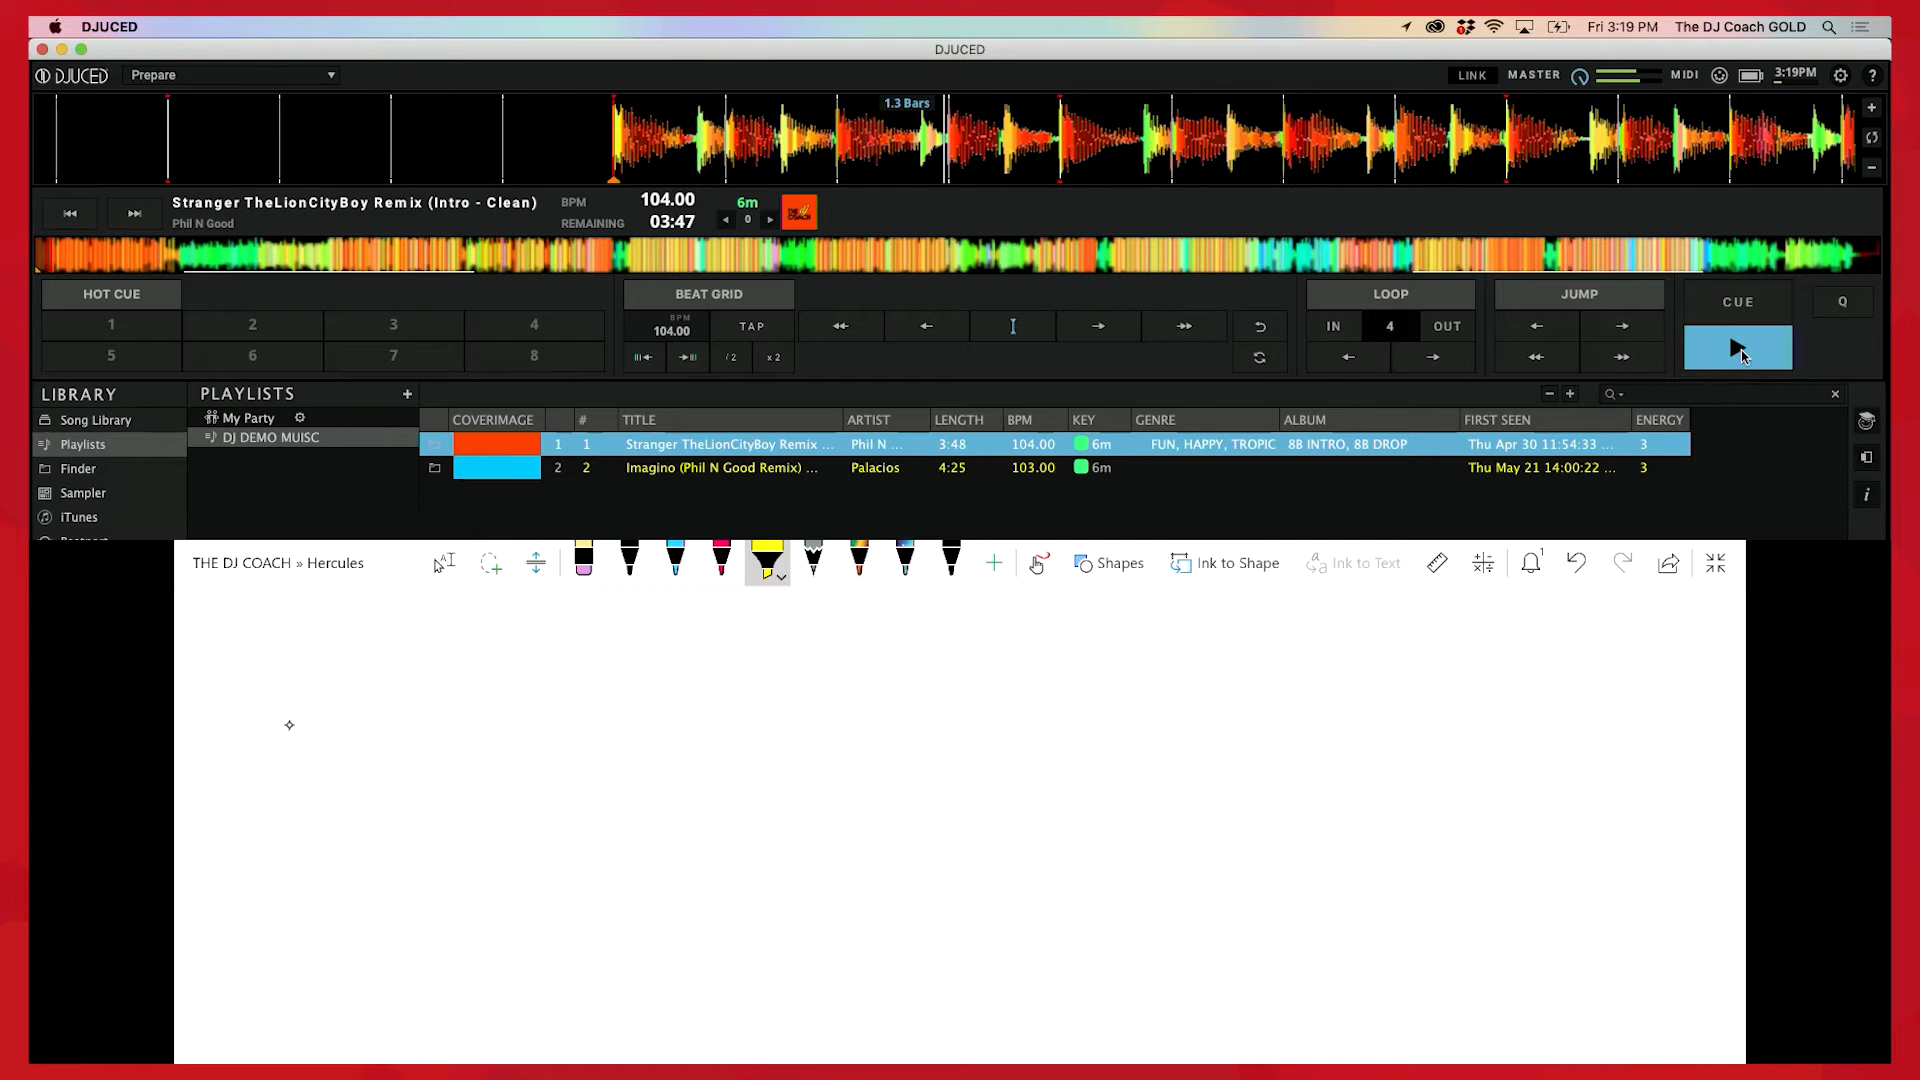 DJUCED Fri 3:19 PM The DJ Coach GOLD
DJUCED
DJUCED Prepare LINK MASTER MIDI 3:19PM ?
1.3 Bars
Stranger TheLionCityBoy Remix (Intro - Clean) BPM 104.00 6m
Phil N Good REMAINING 03:47 0
HOT CUE BEAT GRID LOOP JUMP CUE Q
1 2 3 4 BPM 104.00 TAP IN 4 OUT
5 6 7 8 /2 x2
LIBRARY PLAYLISTS +
Song Library My Party COVERIMAGE # TITLE ARTIST LENGTH BPM KEY GENRE ALBUM FIRST SEEN ENERGY
Playlists DJ DEMO MUISC 1 1 Stranger TheLionCityBoy Remix ... Phil N ... 3:48 104.00 6m FUN, HAPPY, TROPIC 8B INTRO, 8B DROP Thu Apr 30 11:54:33 ... 3
Finder 2 2 Imagino (Phil N Good Remix) ... Palacios 4:25 103.00 6m Thu May 21 14:00:22 ... 3
Sampler
iTunes
THE DJ COACH » Hercules Shapes Ink to Shape Ink to Text 1